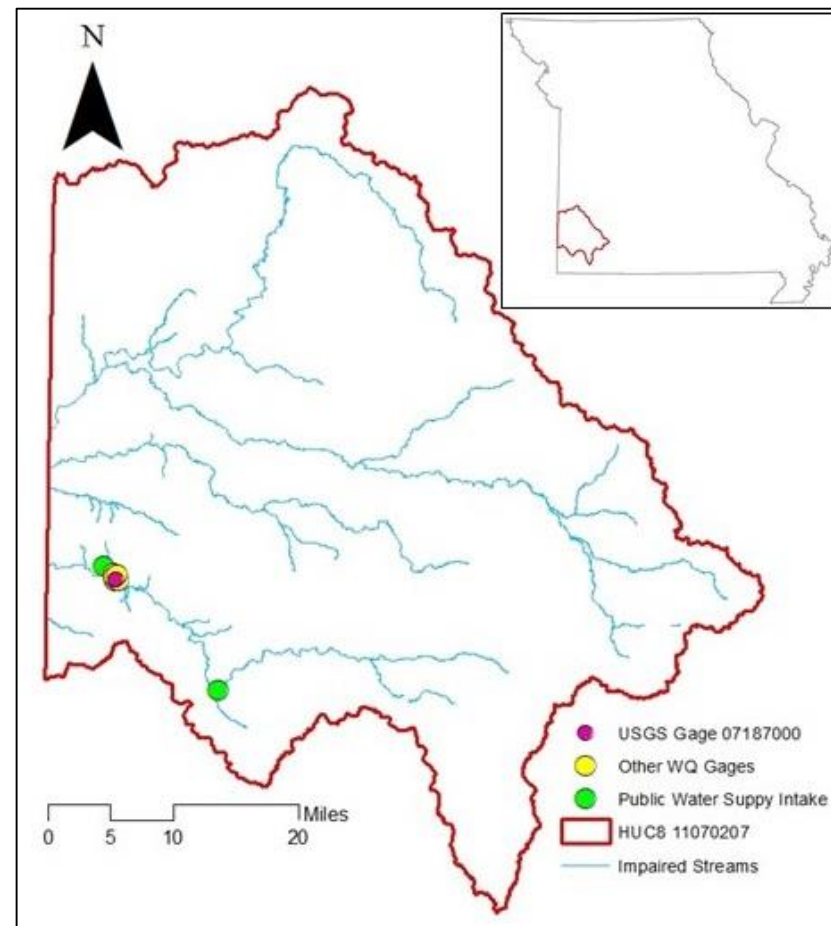 N
USGS Gage 07187000
Other WQ Gages
Public Water Suppy Intake
HUC8 11070207
Impaired Streams
Miles
0 5 10 20